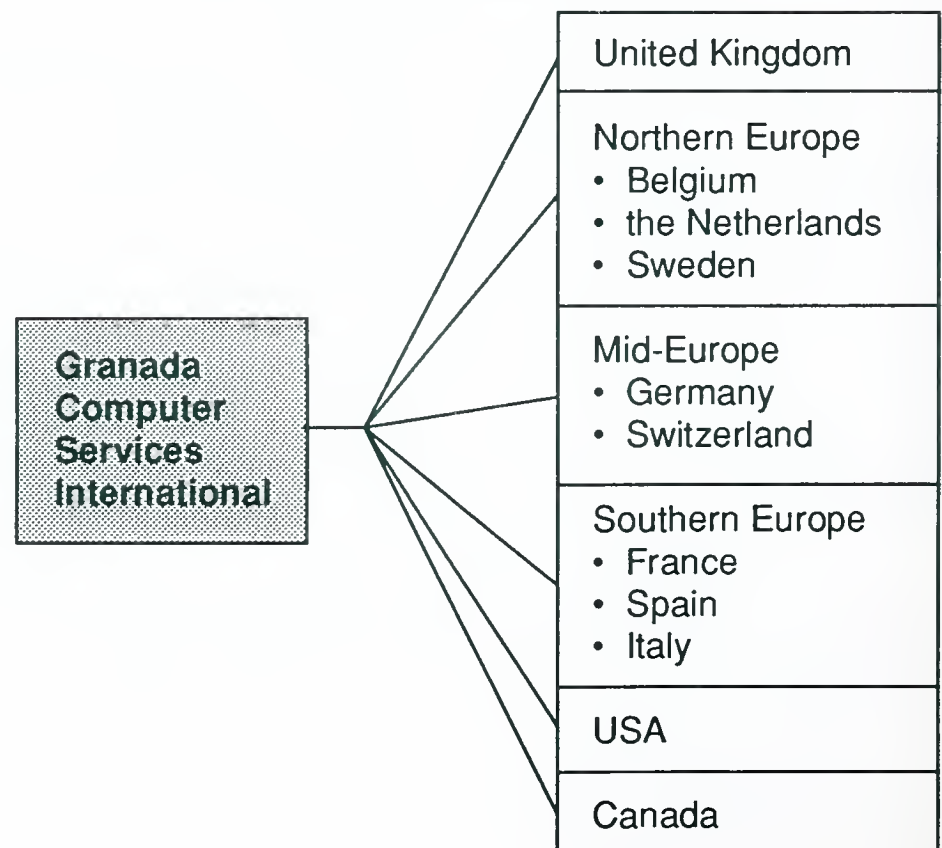 Granada
Computer
Services
International
United Kingdom
Northern Europe
• Belgium
• the Netherlands
• Sweden
Mid-Europe
• Germany
• Switzerland
Southern Europe
• France
• Spain
• Italy
USA
Canada